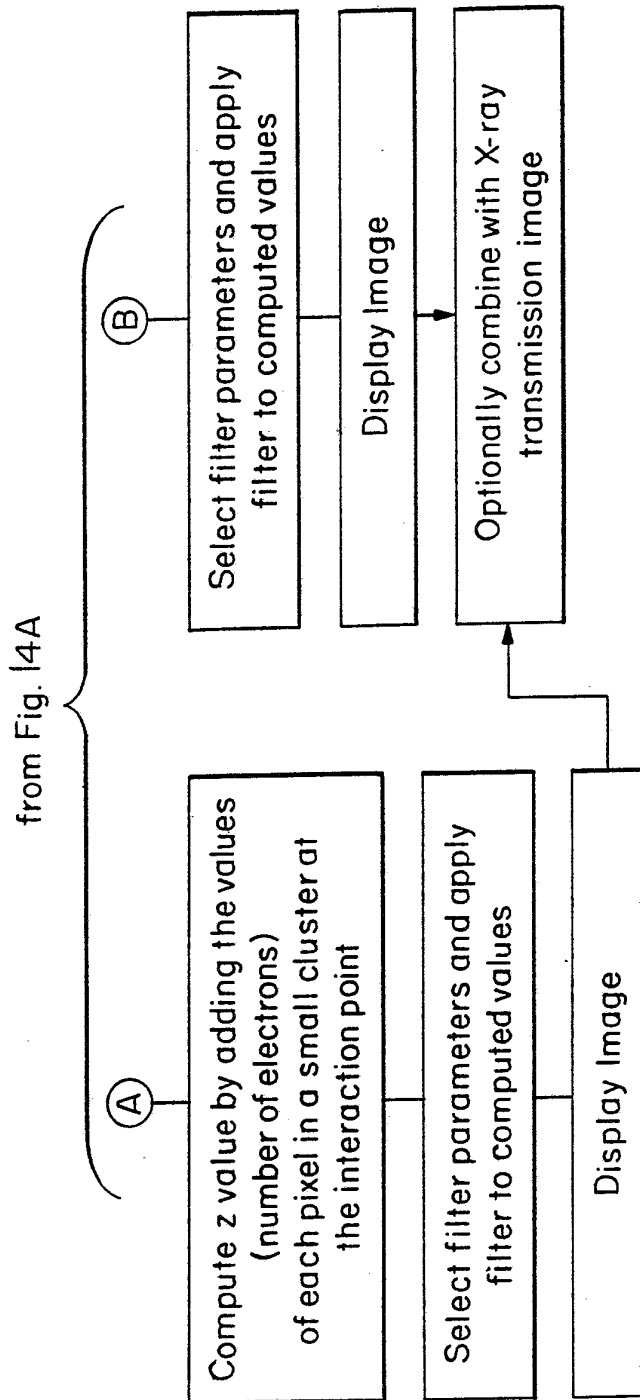 from Fig. 14A
A
Compute z value by adding the values
(number of electrons)
of each pixel in a small cluster at
the interaction point
Select filter parameters and apply
filter to computed values
Display Image
B
Select filter parameters and apply
filter to computed values
Display Image
Optionally combine with X-ray
transmission image